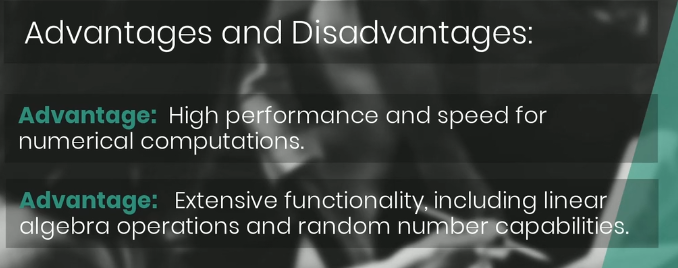 Advantages and Disadvantages:
Advantage: High performance and speed for
numerical computations.
Advantage: Extensive functionality, including linear
algebra operations and random number capabilities.